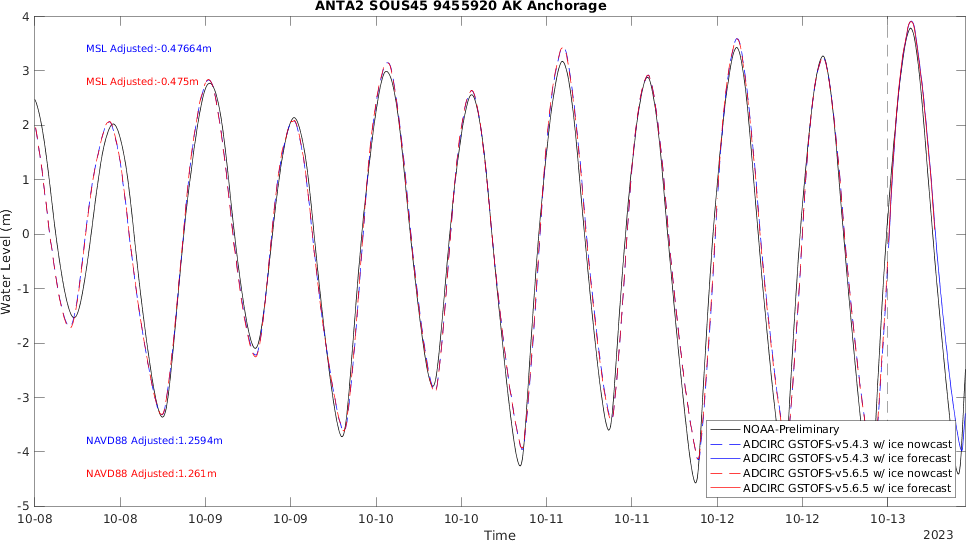 ANTA2 SOUS45 9455920 AK Anchorage
MSL Adjusted:-0.47664m
MSL Adjusted:-0.475m
NAVD88 Adjusted:1.2594m
NAVD88 Adjusted:1.261m
Water Level (m)
4
3
2
1
0
-1
-2
-3
-4
-5
NOAA-Preliminary
ADCIRC GSTOFS-v5.4.3 w/ ice nowcast
ADCIRC GSTOFS-v5.4.3 w/ ice forecast
ADCIRC GSTOFS-v5.6.5 w/ ice nowcast
ADCIRC GSTOFS-v5.6.5 w/ ice forecast
10-08 10-08 10-09 10-09 10-10 10-10 10-11 10-11 10-12 10-12 10-13
Time
2023